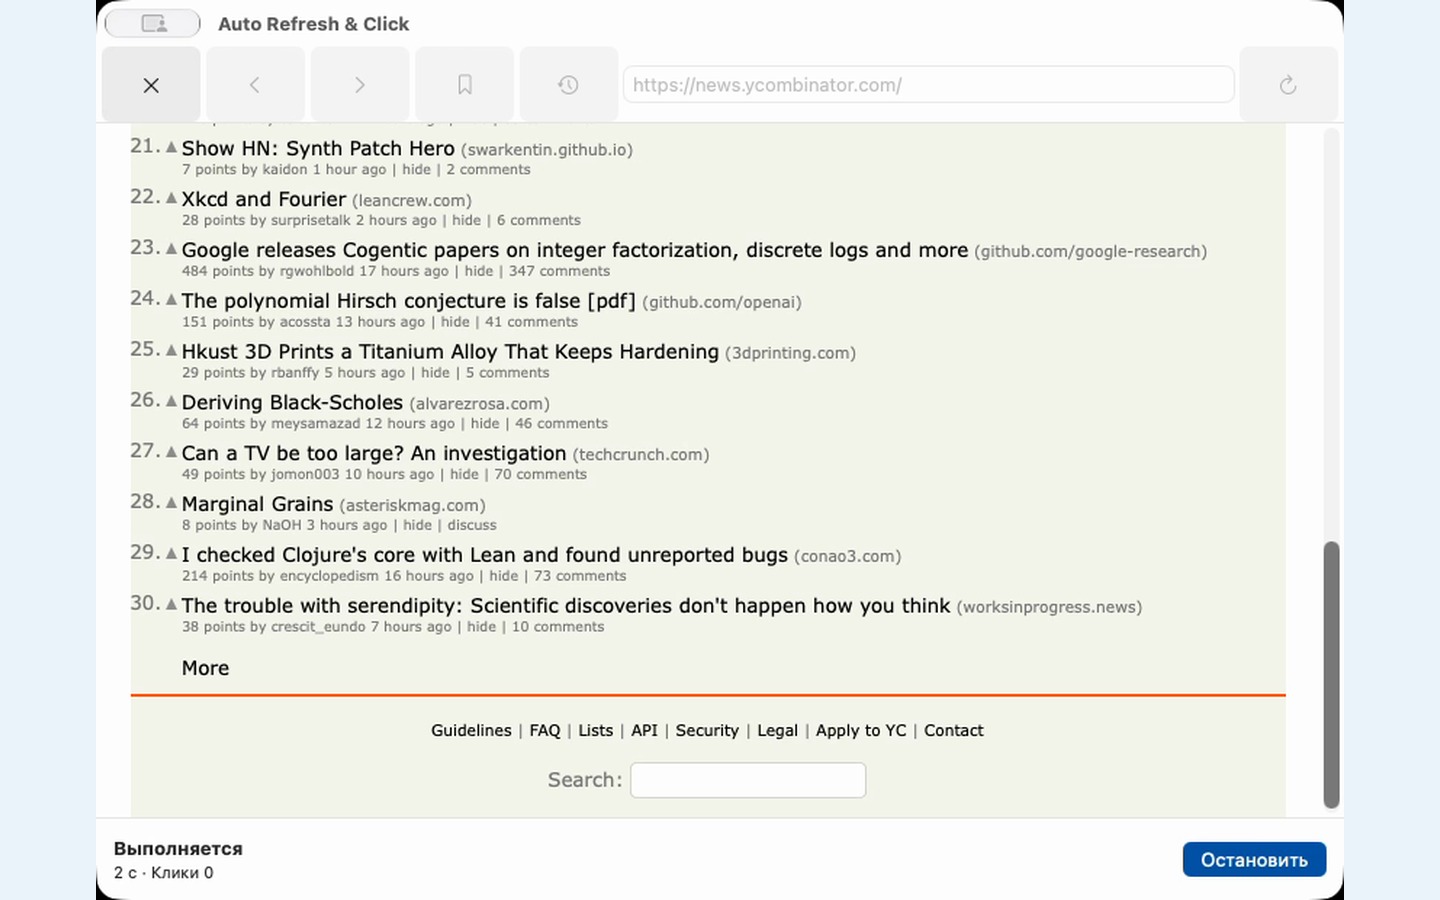 Auto Refresh & Click
https://news.ycombinator.com/
21. Show HN: Synth Patch Hero (swarkentin.github.io)
7 points by kaidon 1 hour ago | hide | 2 comments
22. Xkcd and Fourier (leancrew.com)
28 points by surprisetalk 2 hours ago | hide | 6 comments
23. Google releases Cogentic papers on integer factorization, discrete logs and more (github.com/google-research)
484 points by rgwohlbold 17 hours ago | hide | 347 comments
24. The polynomial Hirsch conjecture is false [pdf] (github.com/openai)
151 points by acossta 13 hours ago | hide | 41 comments
25. Hkust 3D Prints a Titanium Alloy That Keeps Hardening (3dprinting.com)
29 points by rbanffy 5 hours ago | hide | 5 comments
26. Deriving Black-Scholes (alvarezrosa.com)
64 points by meysamazad 12 hours ago | hide | 46 comments
27. Can a TV be too large? An investigation (techcrunch.com)
49 points by jomon003 10 hours ago | hide | 70 comments
28. Marginal Grains (asteriskmag.com)
8 points by NaOH 3 hours ago | hide | discuss
29. I checked Clojure's core with Lean and found unreported bugs (conao3.com)
214 points by encyclopedism 16 hours ago | hide | 73 comments
30. The trouble with serendipity: Scientific discoveries don't happen how you think (worksinprogress.news)
38 points by crescit_eundo 7 hours ago | hide | 10 comments
More
Guidelines | FAQ | Lists | API | Security | Legal | Apply to YC | Contact
Search:
Выполняется
2 с · Клики 0
Остановить